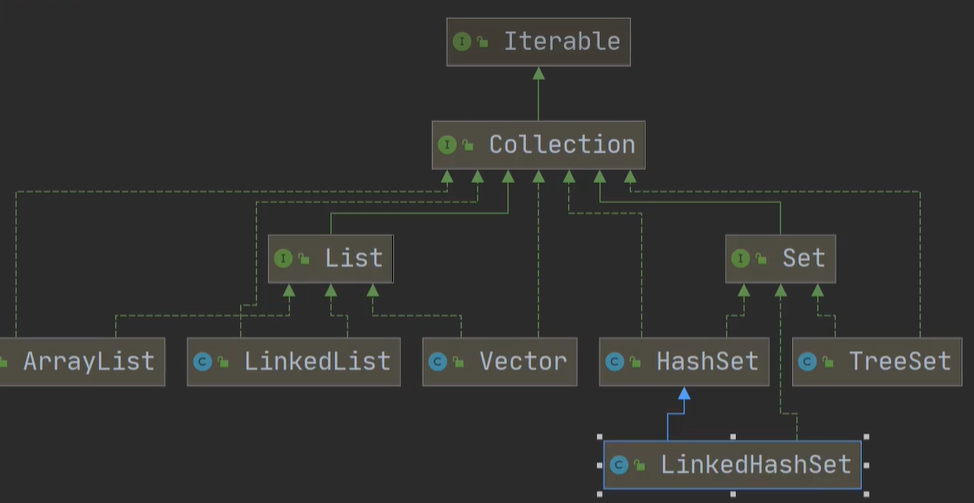 Iterable
Collection
List
Set
ArrayList
LinkedList
Vector
HashSet
TreeSet
LinkedHashSet